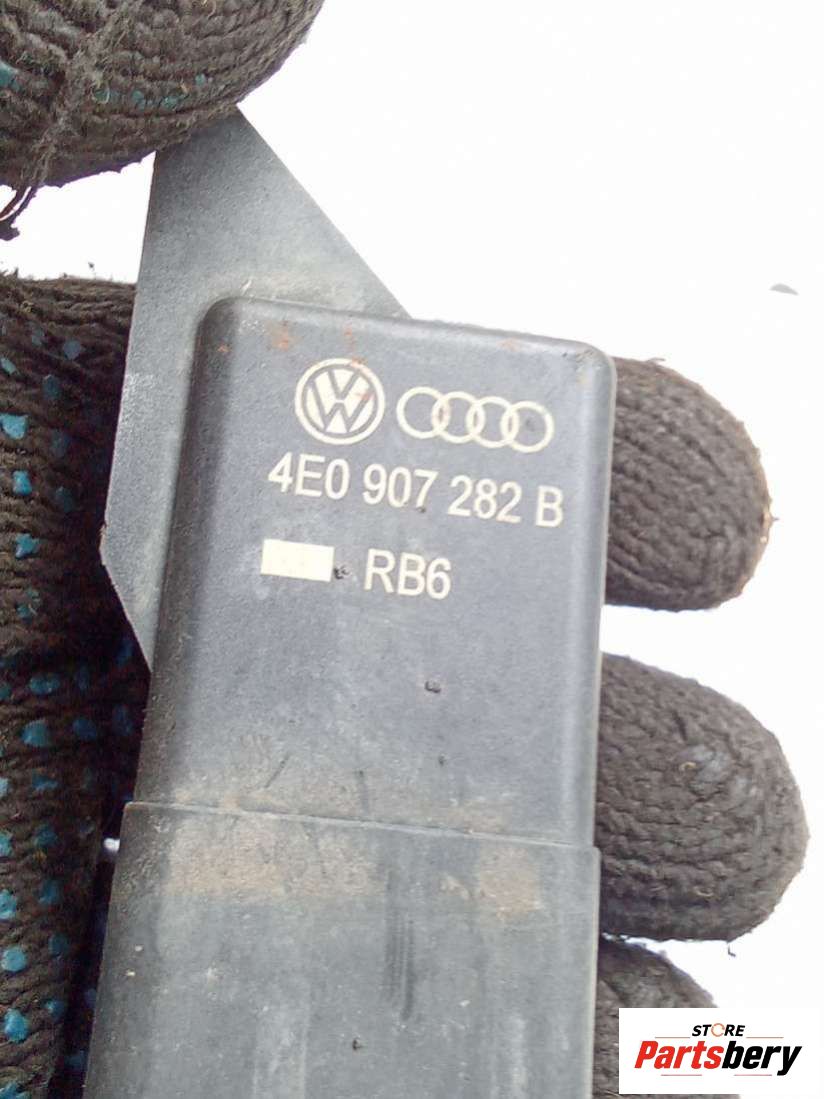 4E0 907 282 B
RB6
STORE
Partsbery